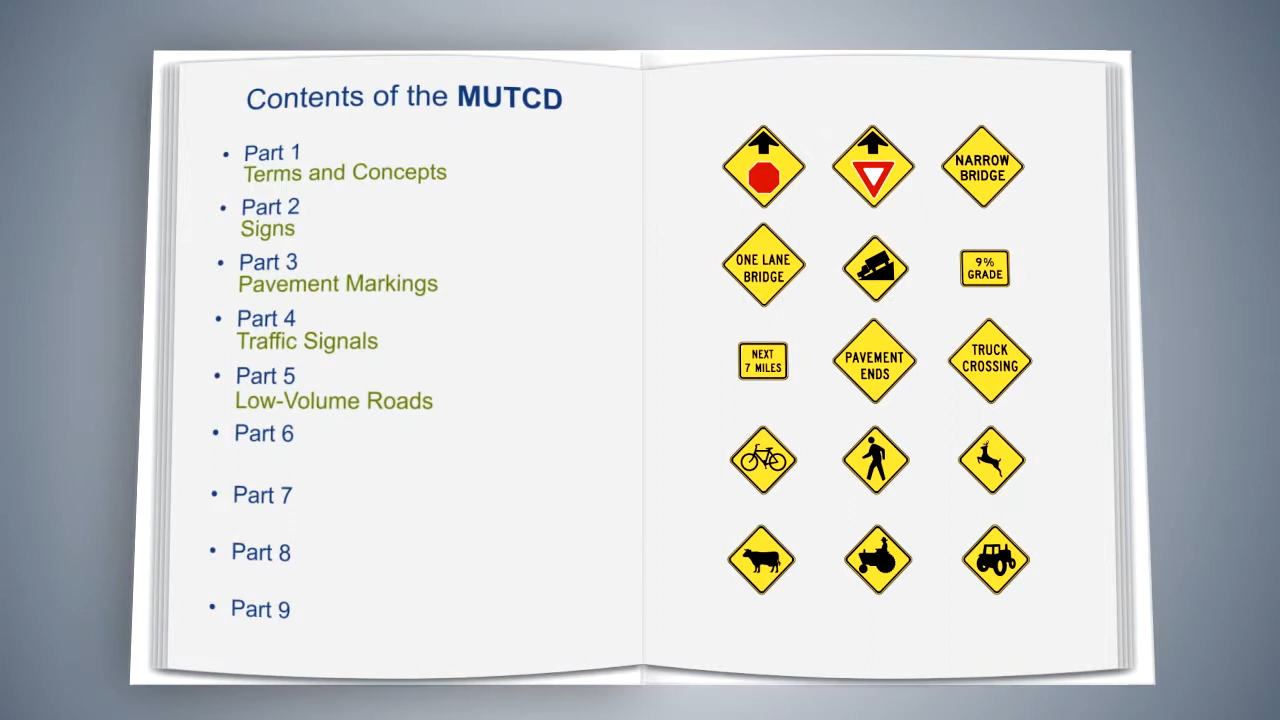 Contents of the MUTCD
• Part 1
Terms and Concepts
• Part 2
Signs
• Part 3
Pavement Markings
• Part 4
Traffic Signals
• Part 5
Low-Volume Roads
• Part 6
• Part 7
• Part 8
• Part 9
NARROW
BRIDGE
ONE LANE
BRIDGE
9%
GRADE
NEXT
7 MILES
PAVEMENT
ENDS
TRUCK
CROSSING